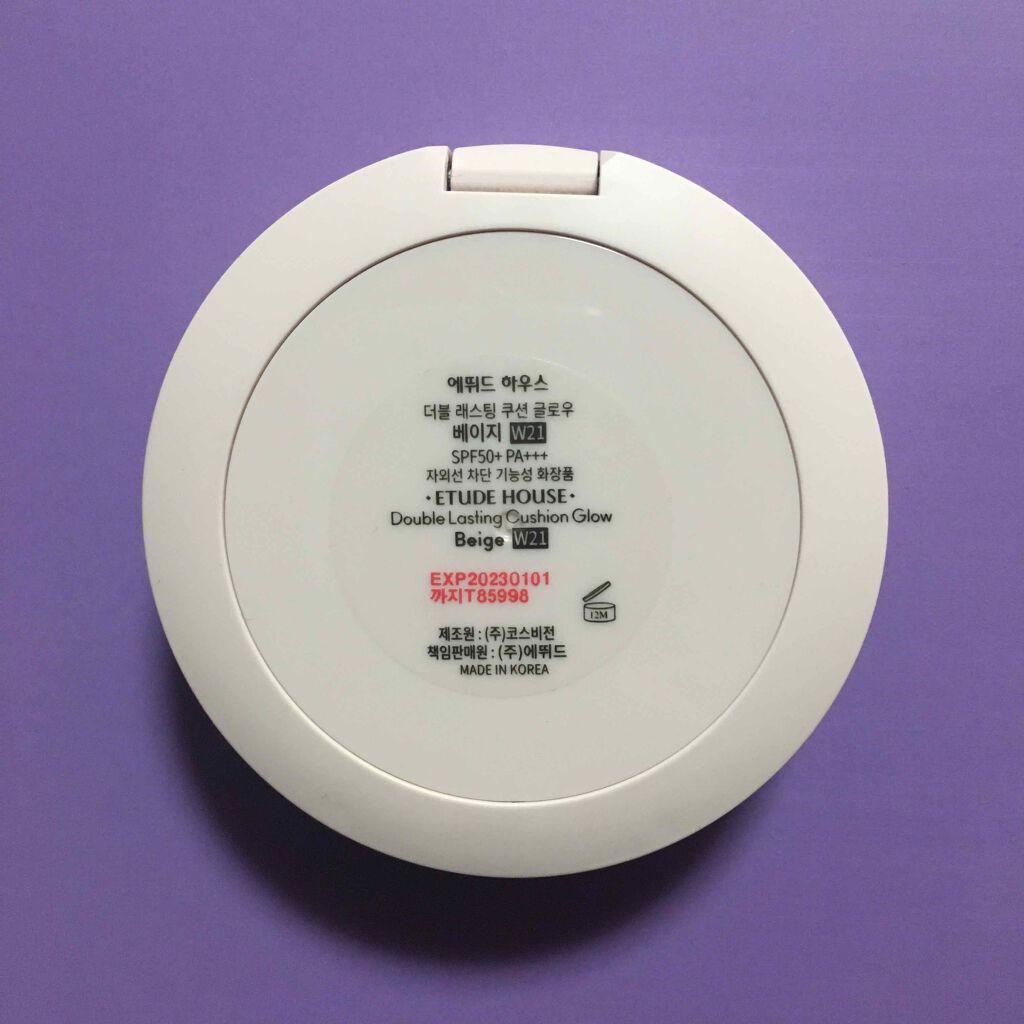 에뛰드 하우스
더블 래스팅 쿠션 글로우
베이지 W21
SPF50+ PA+++
자외선 차단 기능성 화장품
·ETUDE HOUSE·
Double Lasting Cushion Glow
Beige W21
EXP20230101
까지T85998
12M
제조원 : (주)코스비전
책임판매원 : (주)에뛰드
MADE IN KOREA